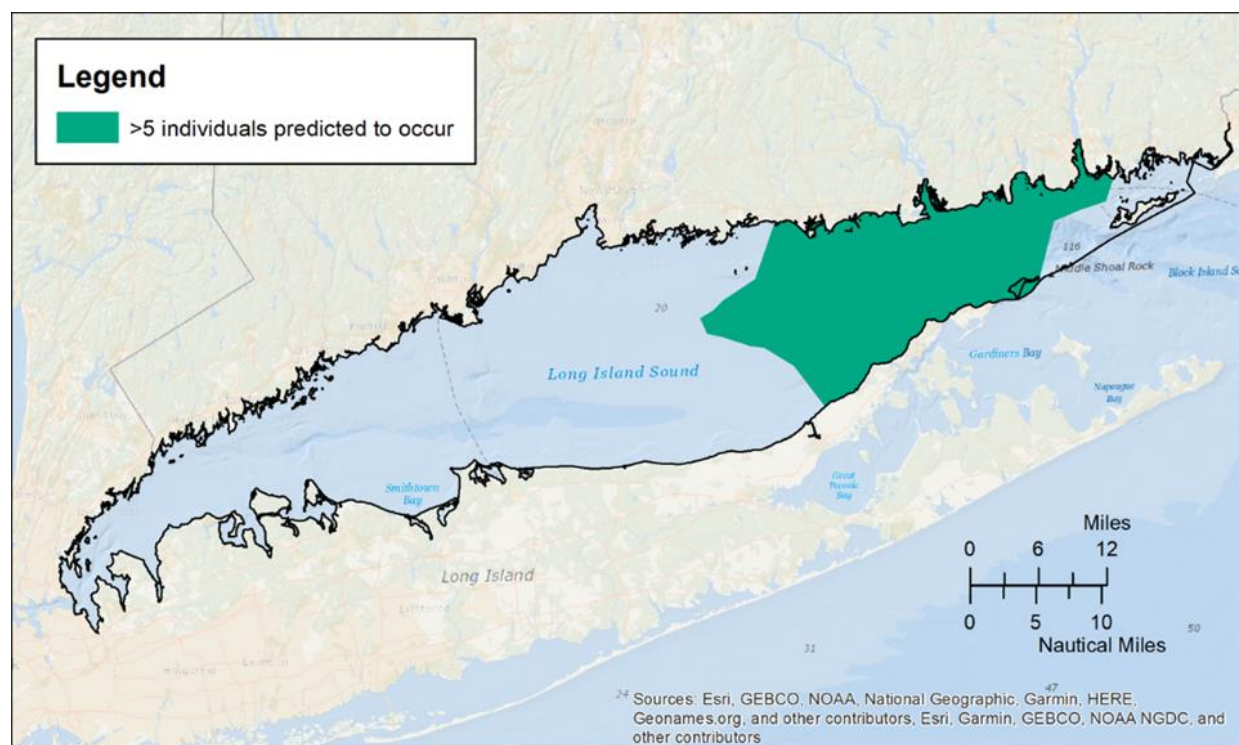 Legend
>5 individuals predicted to occur
116
Middle Shoal Rock
Block Island So
20
Long Island Sound
Gardiners Bay
Napeague
Bay
Smithtown
Bay
Great
Peconic
Bay
Long Island
Miles
0 6 12
0 5 10
Nautical Miles
50
31
24
47
Sources: Esri, GEBCO, NOAA, National Geographic, Garmin, HERE,
Geonames.org, and other contributors, Esri, Garmin, GEBCO, NOAA NGDC, and
other contributors